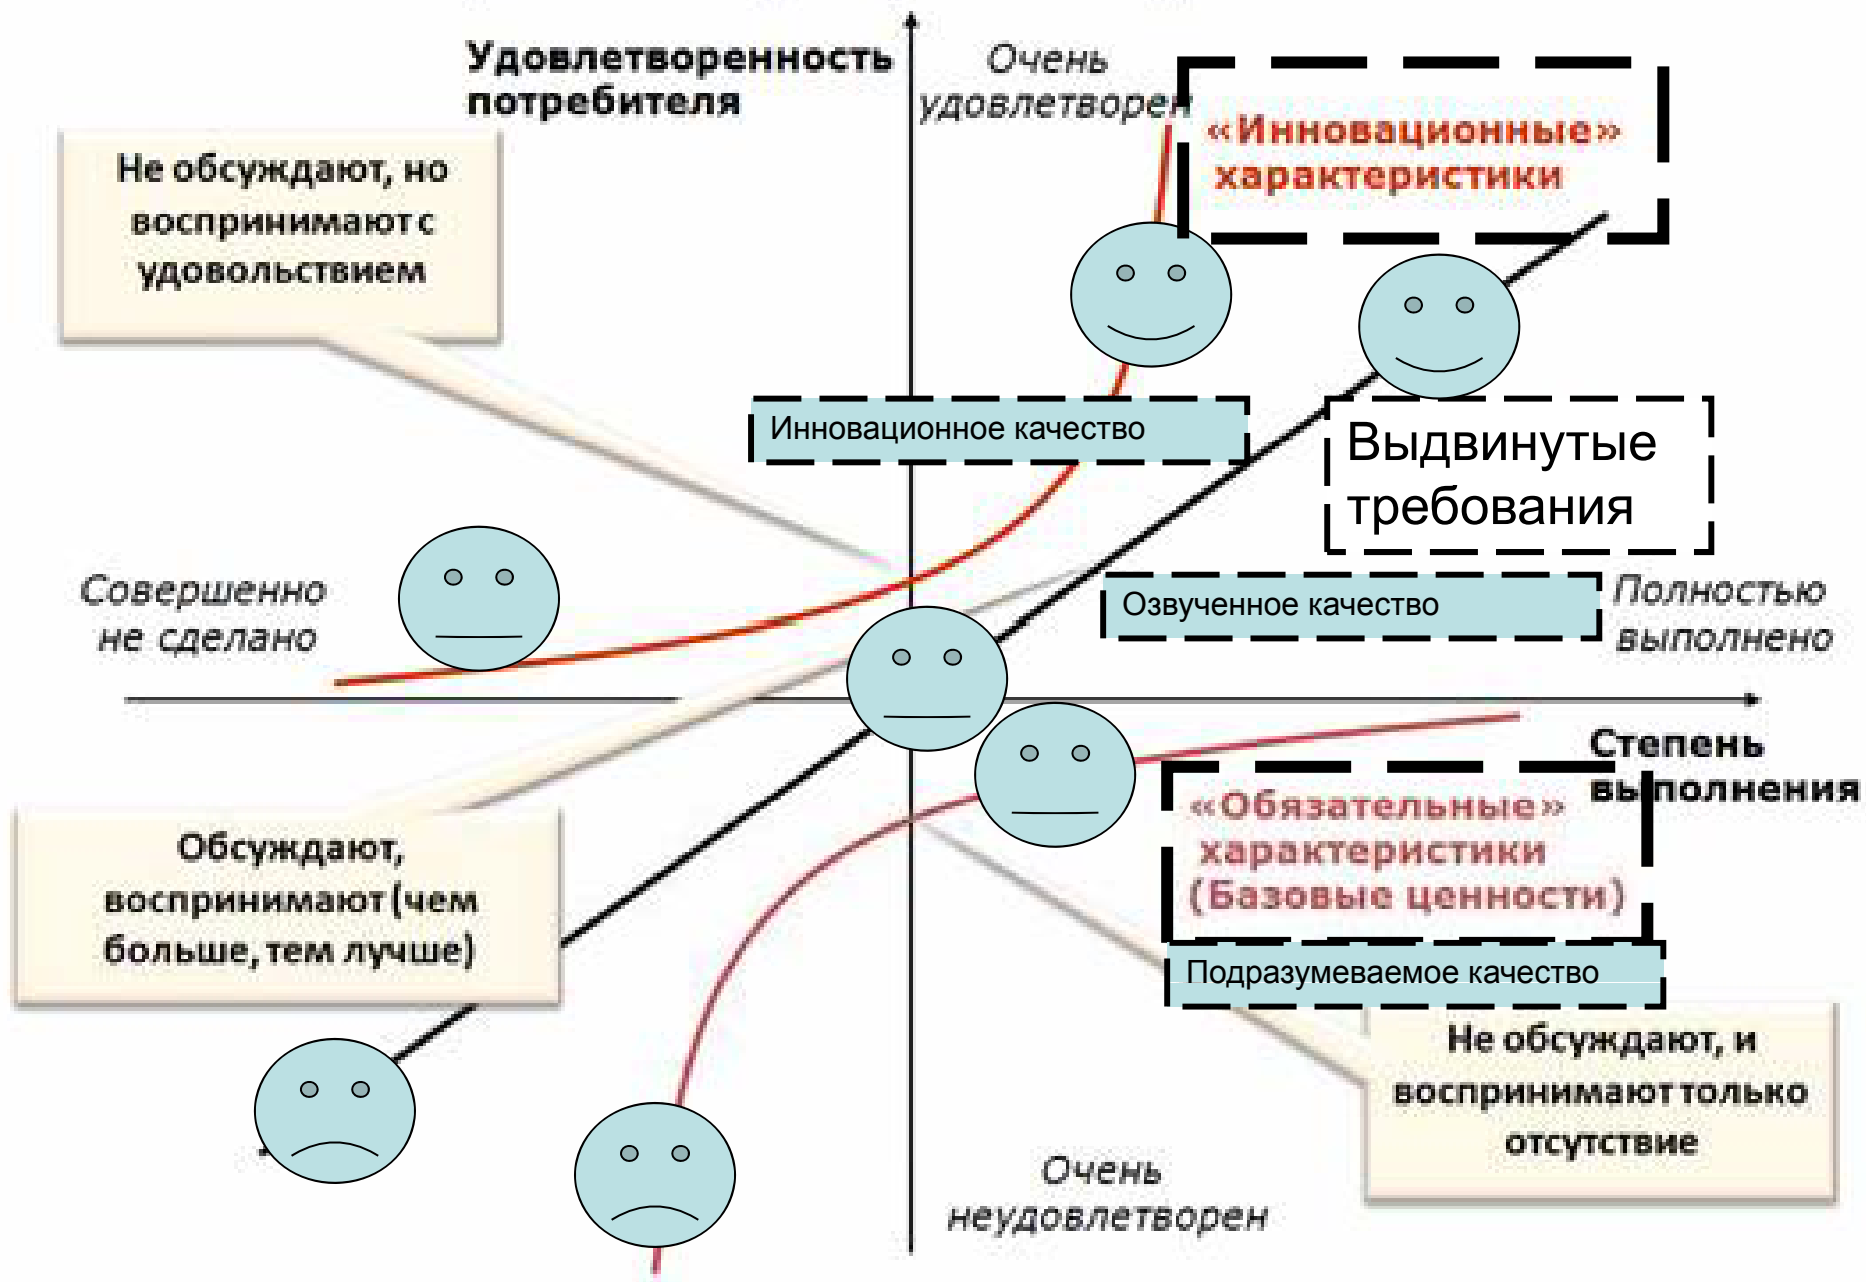 Удовлетворенность
потребителя
Очень
удовлетворен
«Инновационные»
характеристики
Не обсуждают, но
воспринимают с
удовольствием
Инновационное качество
Выдвинутые
требования
Совершенно
не сделано
Озвученное качество
Полностью
выполнено
Степень
выполнения
«Обязательные»
характеристики
(Базовые ценности)
Обсуждают,
воспринимают (чем
больше, тем лучше)
Подразумеваемое качество
Не обсуждают, и
воспринимают только
отсутствие
Очень
неудовлетворен